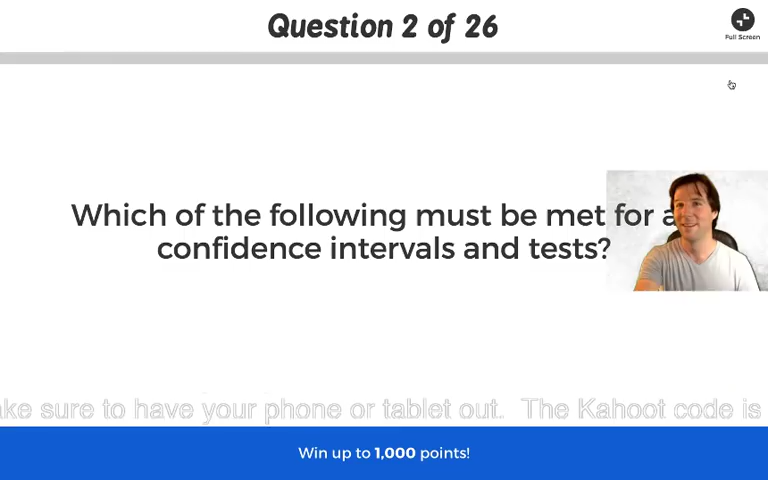 Question 2 of 26
Full Screen
Which of the following must be met for a
confidence intervals and tests?
sure to have your phone or tablet out. The Kahoot code is
Win up to 1,000 points!